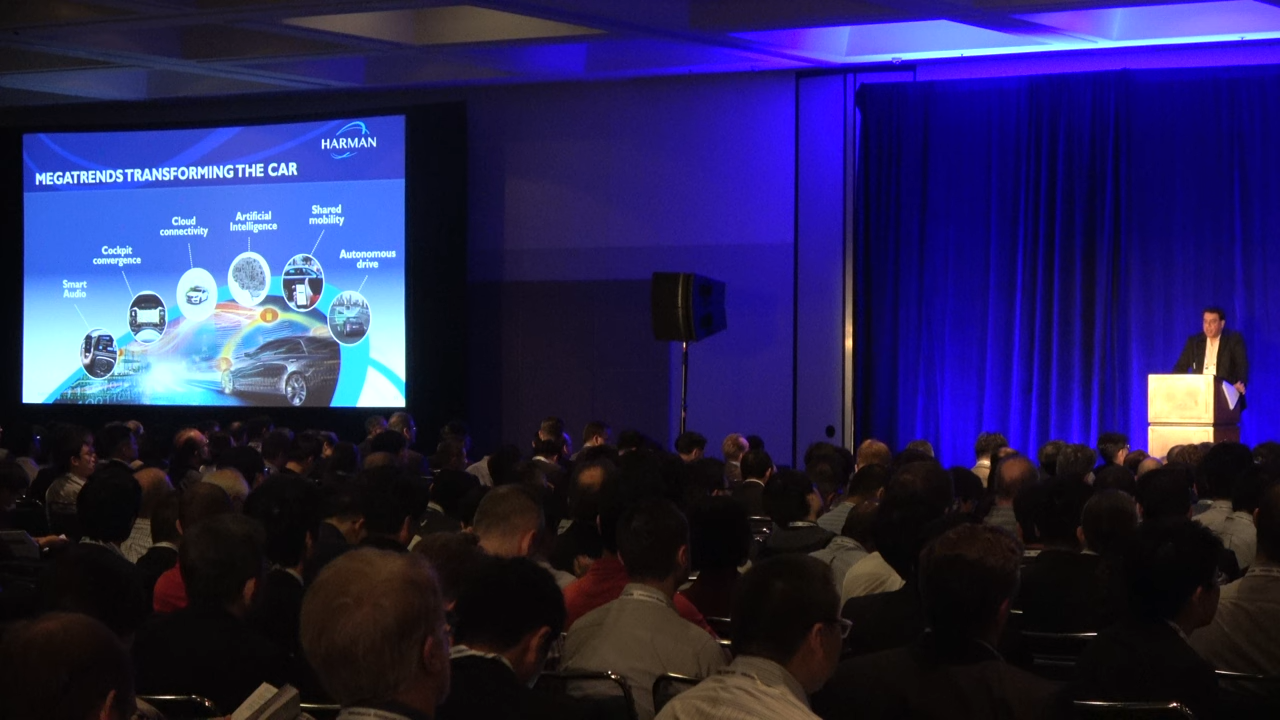 HARMAN
MEGATRENDS TRANSFORMING THE CAR
Smart
Audio
Cockpit
convergence
Cloud
connectivity
Artificial
Intelligence
Shared
mobility
Autonomous
drive